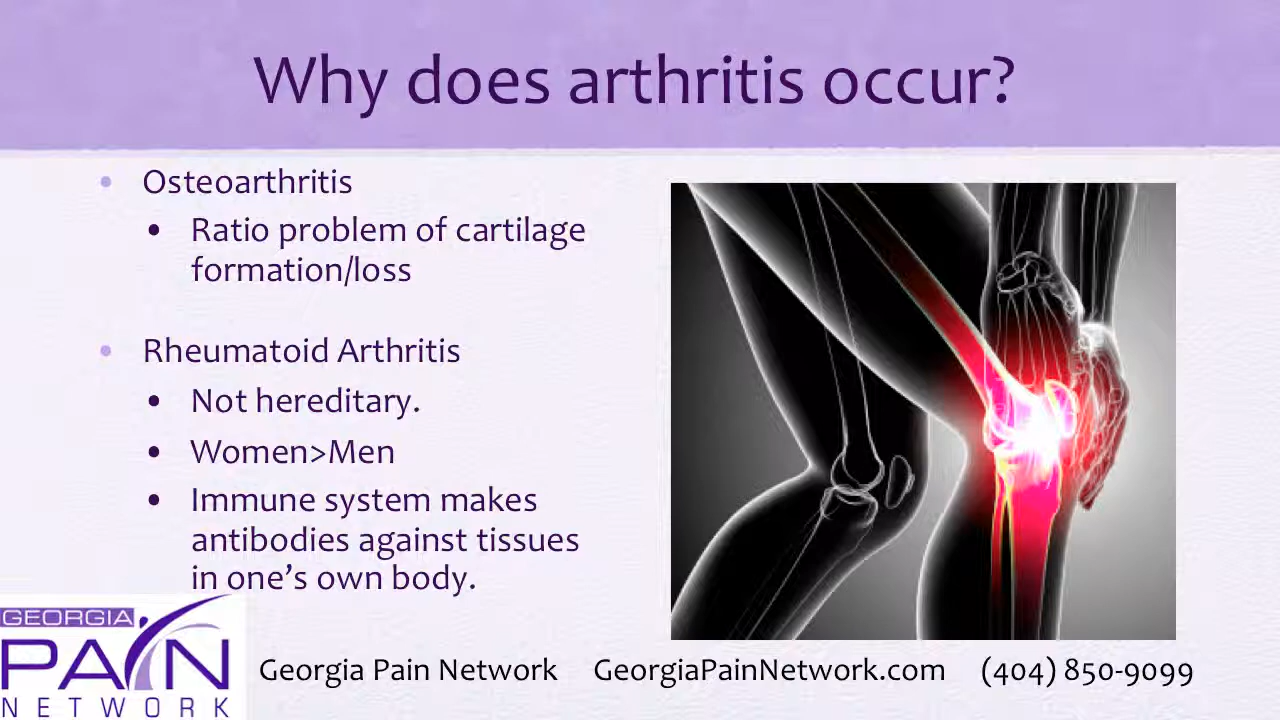 Why does arthritis occur?
• Osteoarthritis
• Ratio problem of cartilage
formation/loss
• Rheumatoid Arthritis
• Not hereditary.
• Women>Men
• Immune system makes
antibodies against tissues
in one’s own body.
GEORGIA
PAIN
NETWORK
Georgia Pain Network GeorgiaPainNetwork.com (404) 850-9099